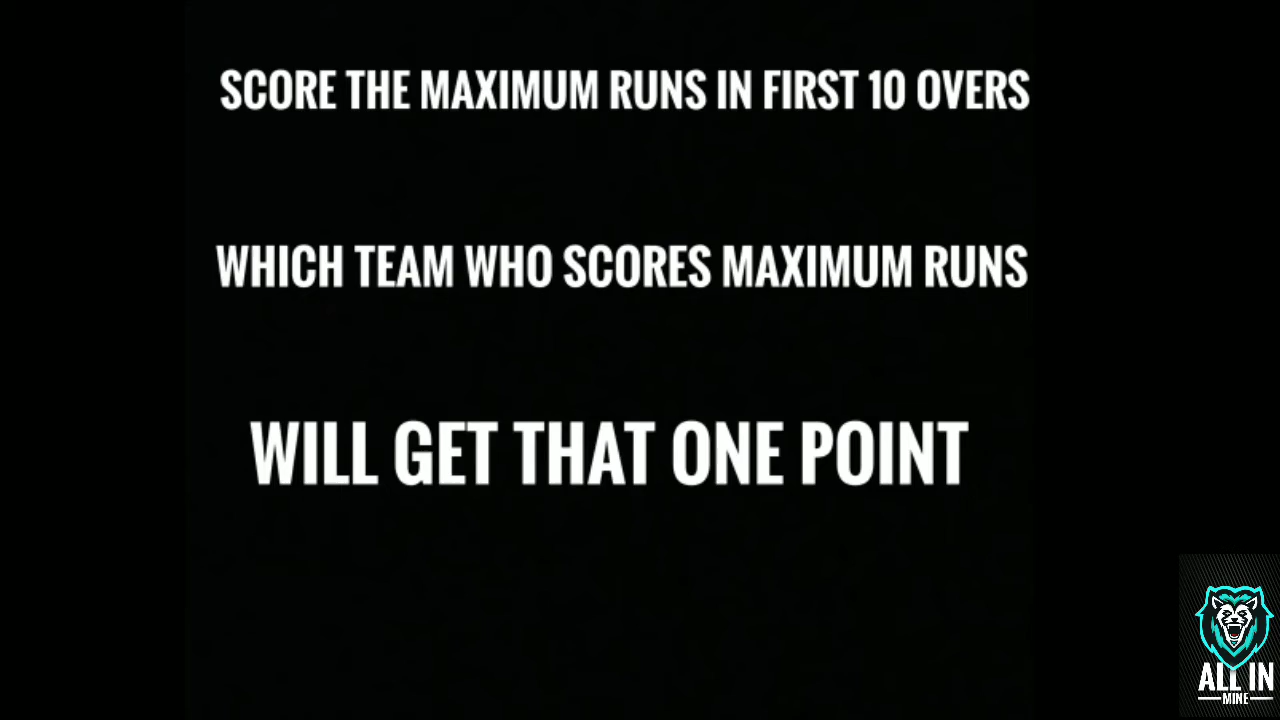 SCORE THE MAXIMUM RUNS IN FIRST 10 OVERS
WHICH TEAM WHO SCORES MAXIMUM RUNS
WILL GET THAT ONE POINT
ALL IN
MINE